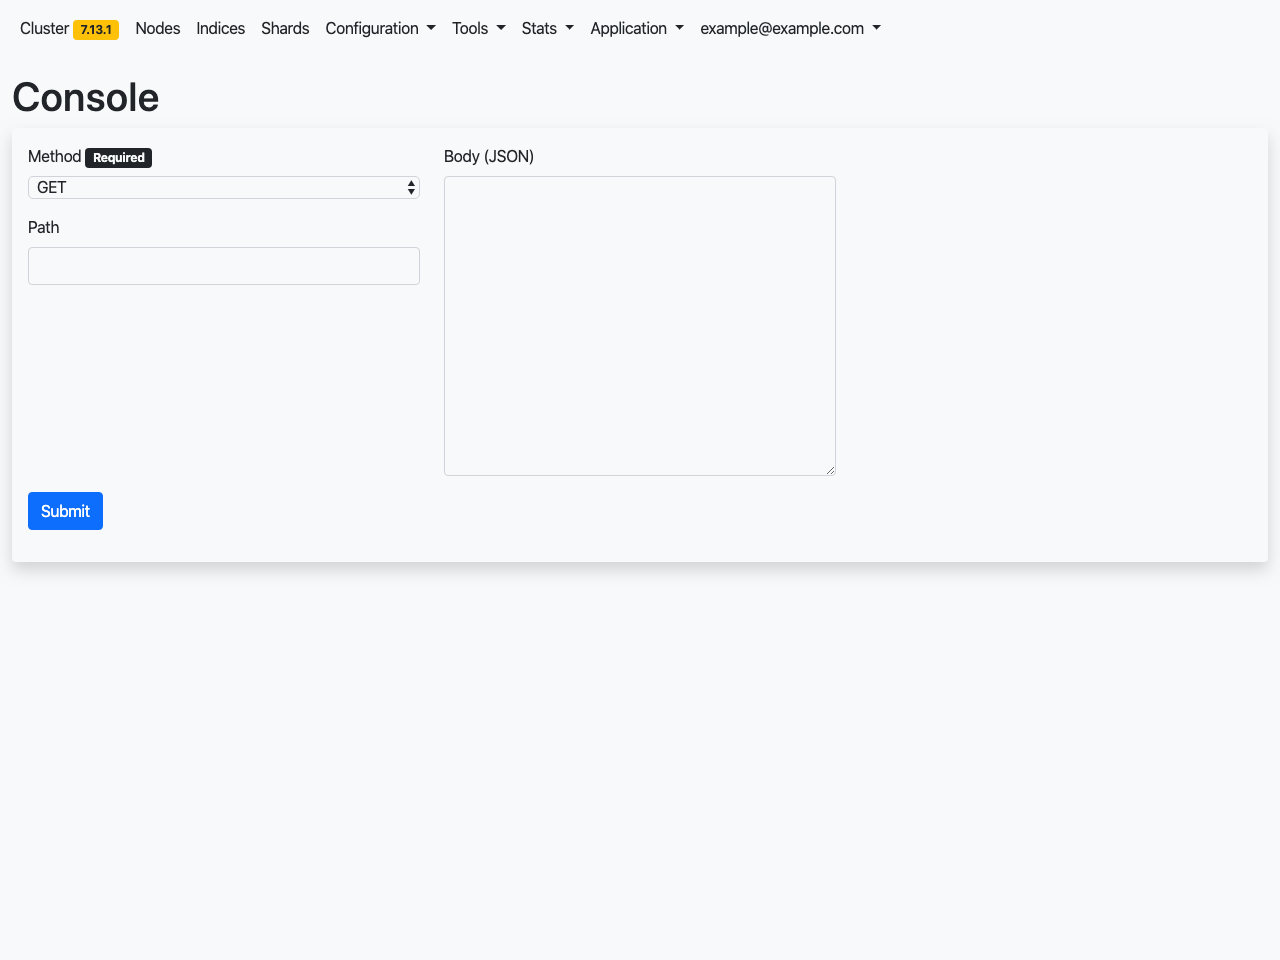 Cluster 7.13.1 Nodes Indices Shards Configuration Tools Stats Application example@example.com
Console
Method Required
GET
Path
Body (JSON)
Submit